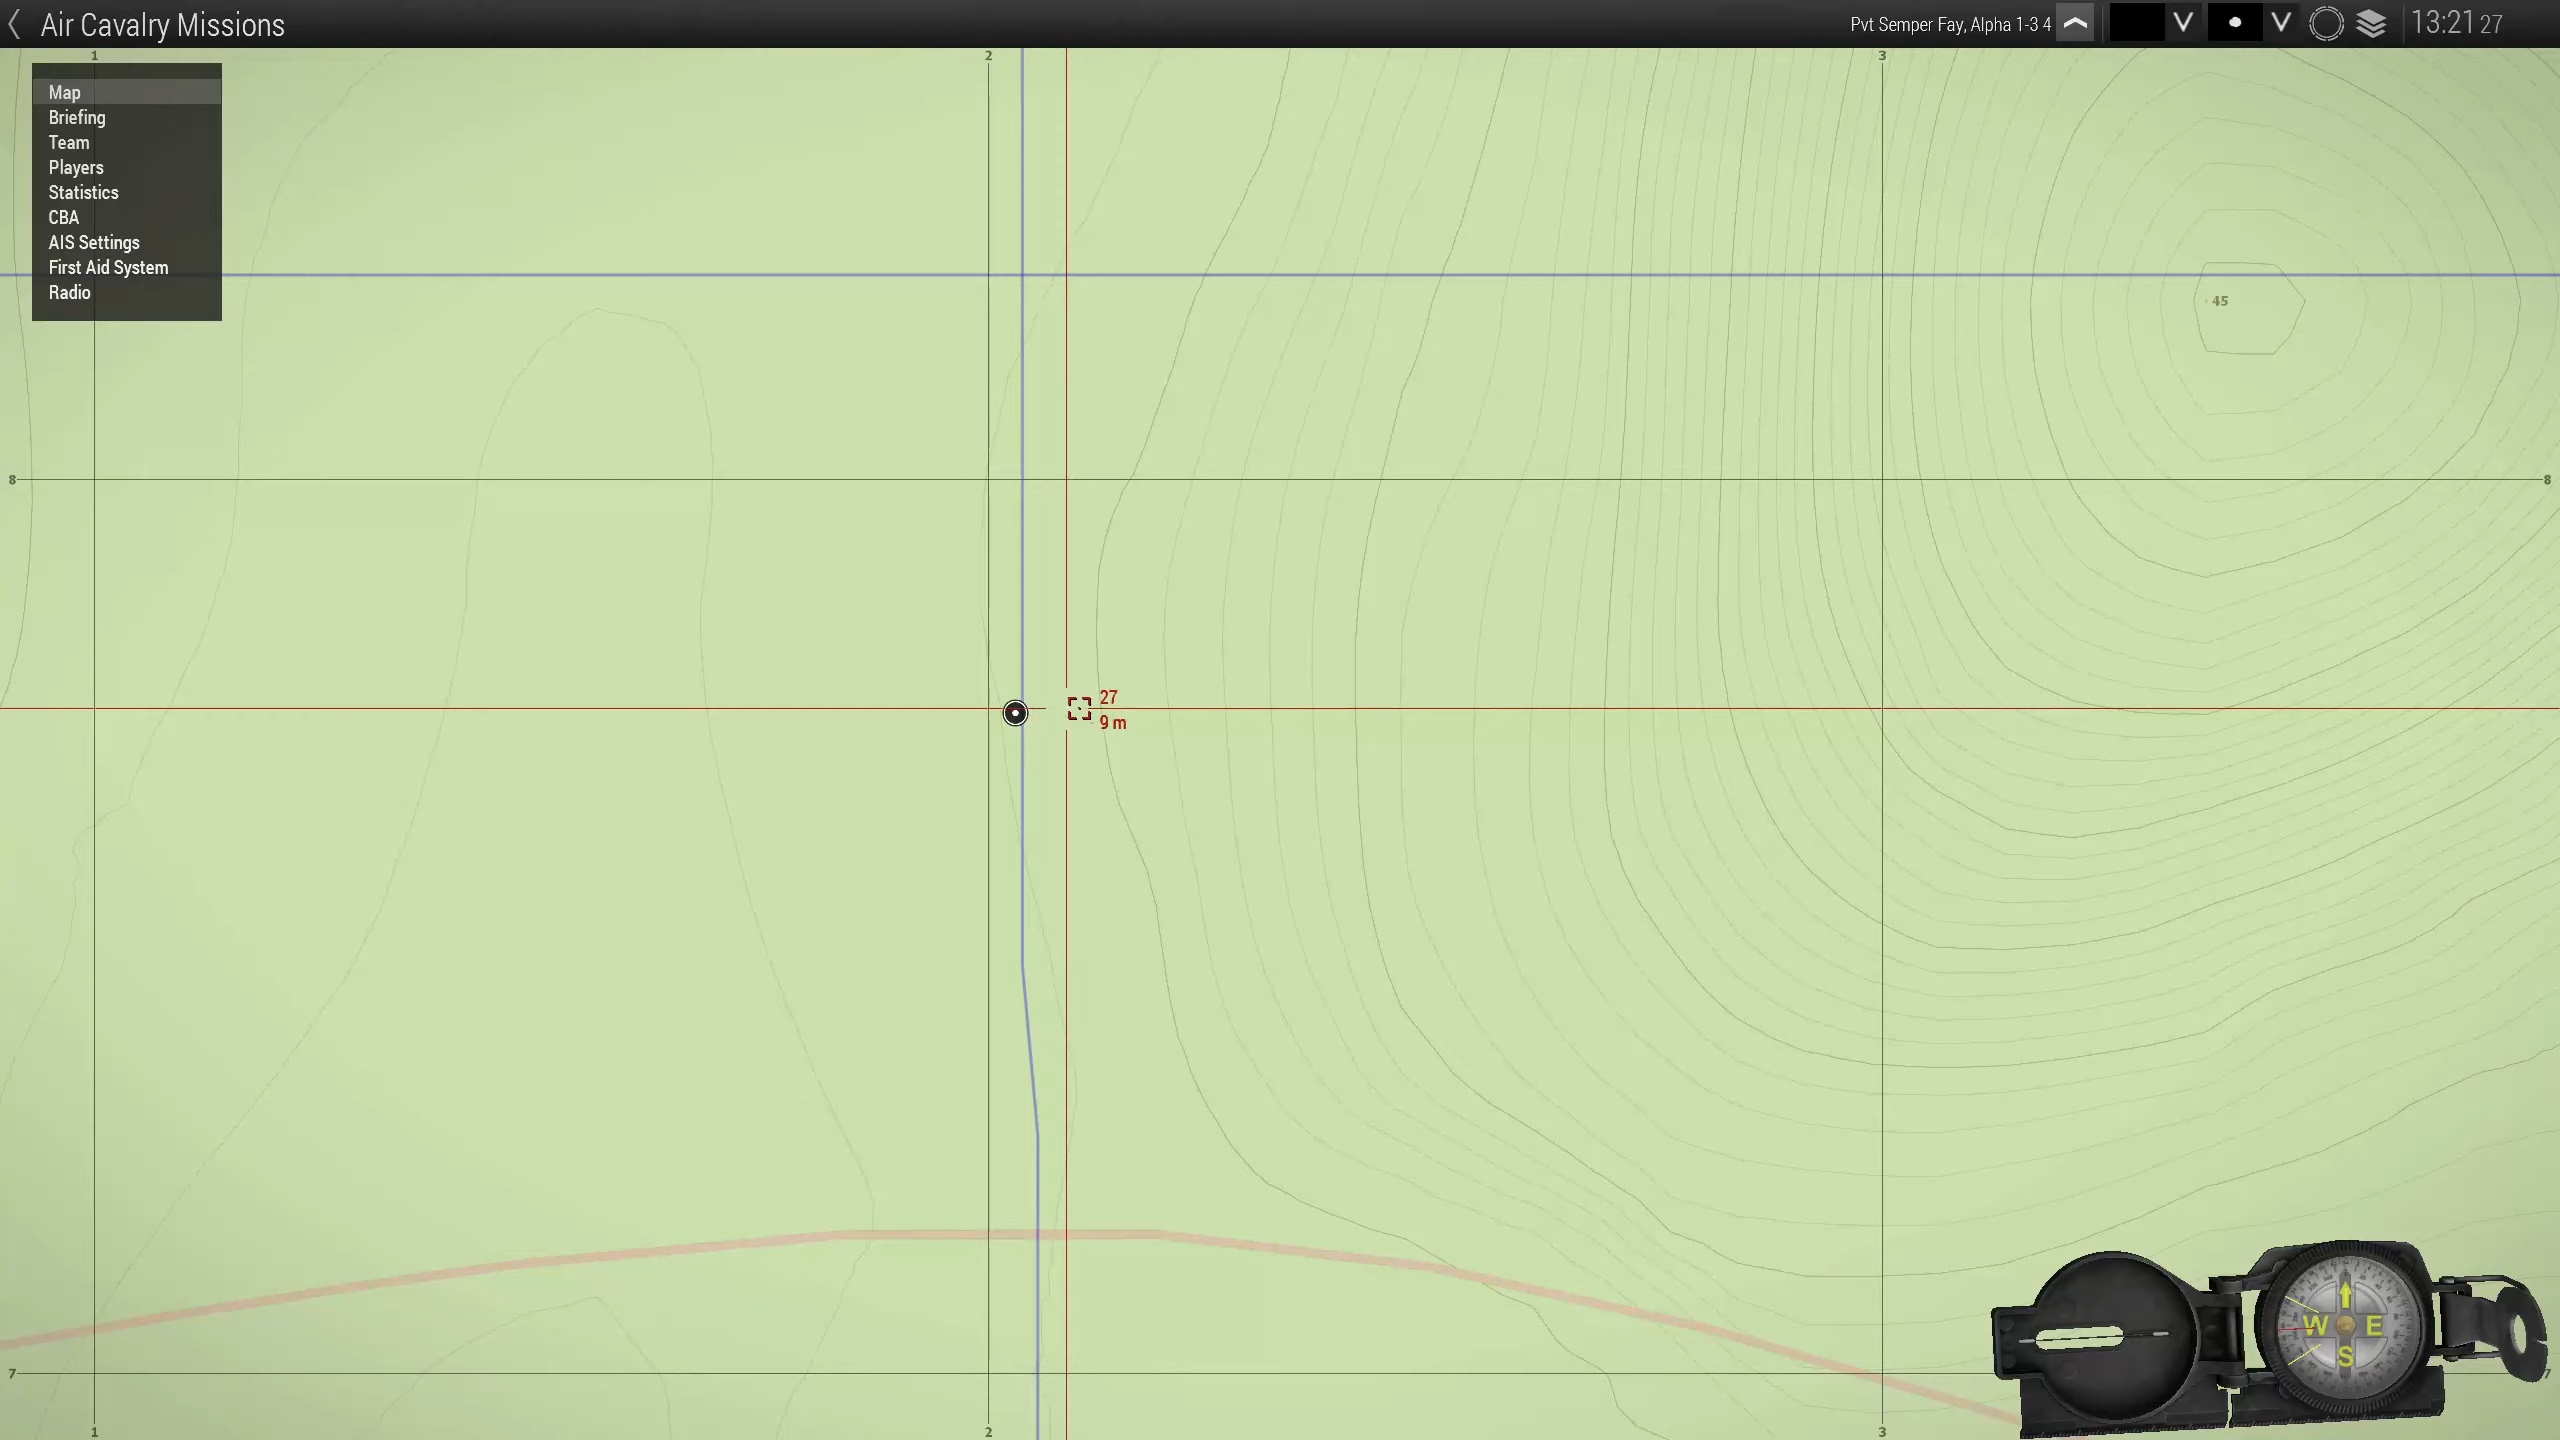 Air Cavalry Missions
Pvt Semper Fay, Alpha 1-3 4
13:21 27
1 2 3
Map
Briefing
Team
Players
Statistics
CBA
AIS Settings
First Aid System
Radio
45
8 8
27
9 m
W E
S
7 7
1 2 3